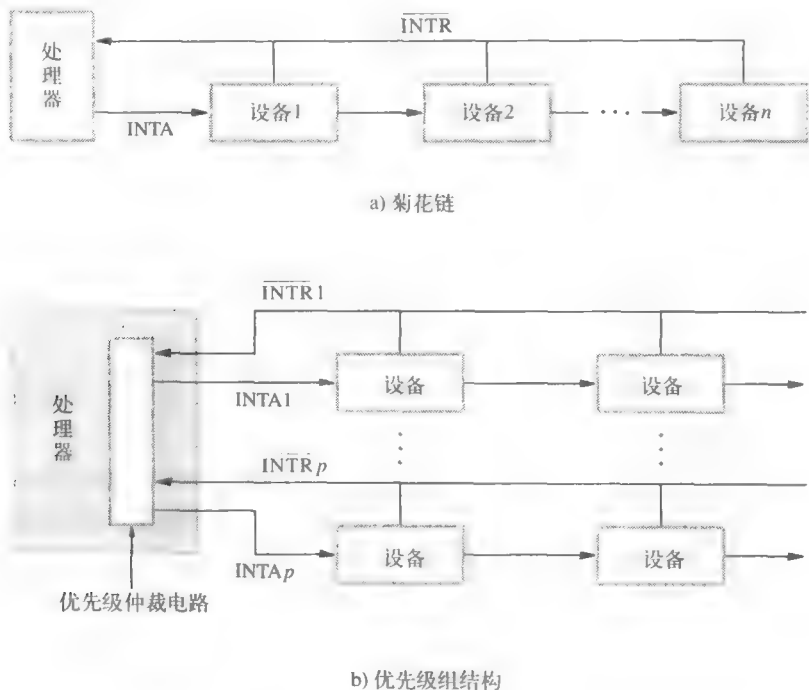 INTR
处理器
INTA
设备1
设备2
设备n
a) 菊花链
INTR1
处理器
INTA1
设备
设备
INTRp
INTAp
设备
设备
优先级仲裁电路
b) 优先级组结构